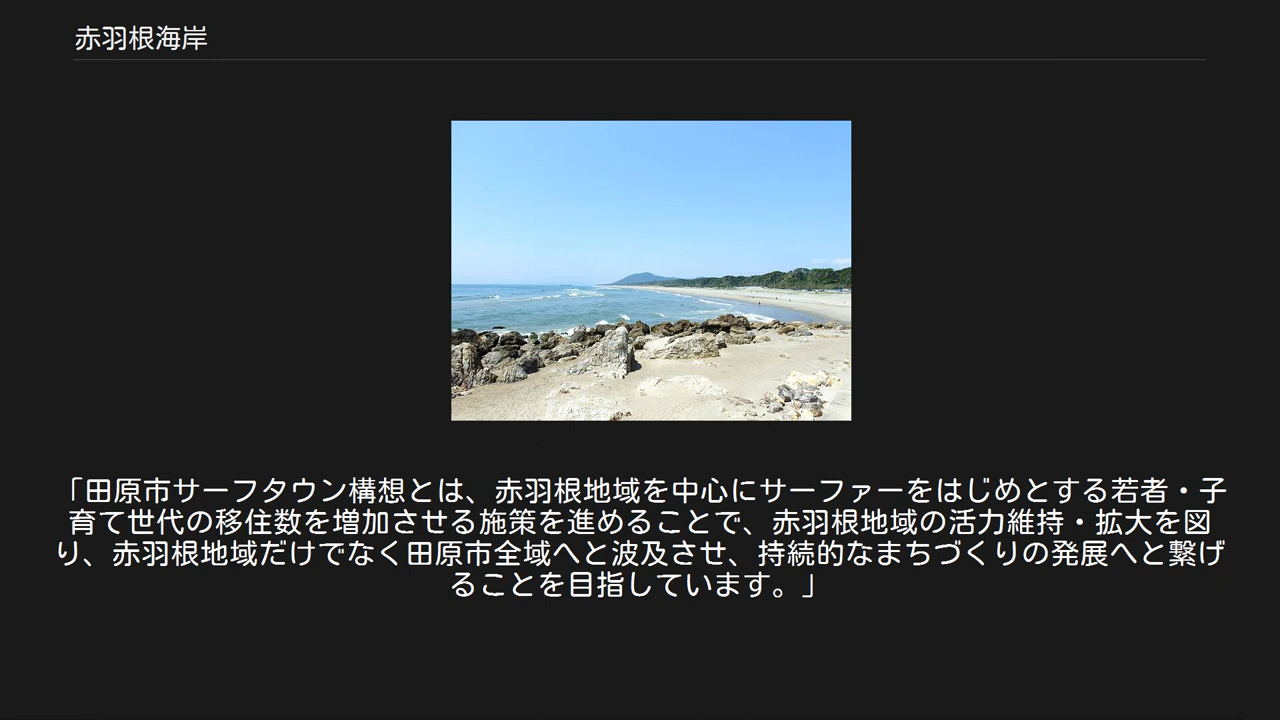 赤羽根海岸
「田原市サーフタウン構想とは、赤羽根地域を中心にサーファーをはじめとする若者・子
育て世代の移住数を増加させる施策を進めることで、赤羽根地域の活力維持・拡大を図
り、赤羽根地域だけでなく田原市全域へと波及させ、持続的なまちづくりの発展へと繋げ
ることを目指しています。」